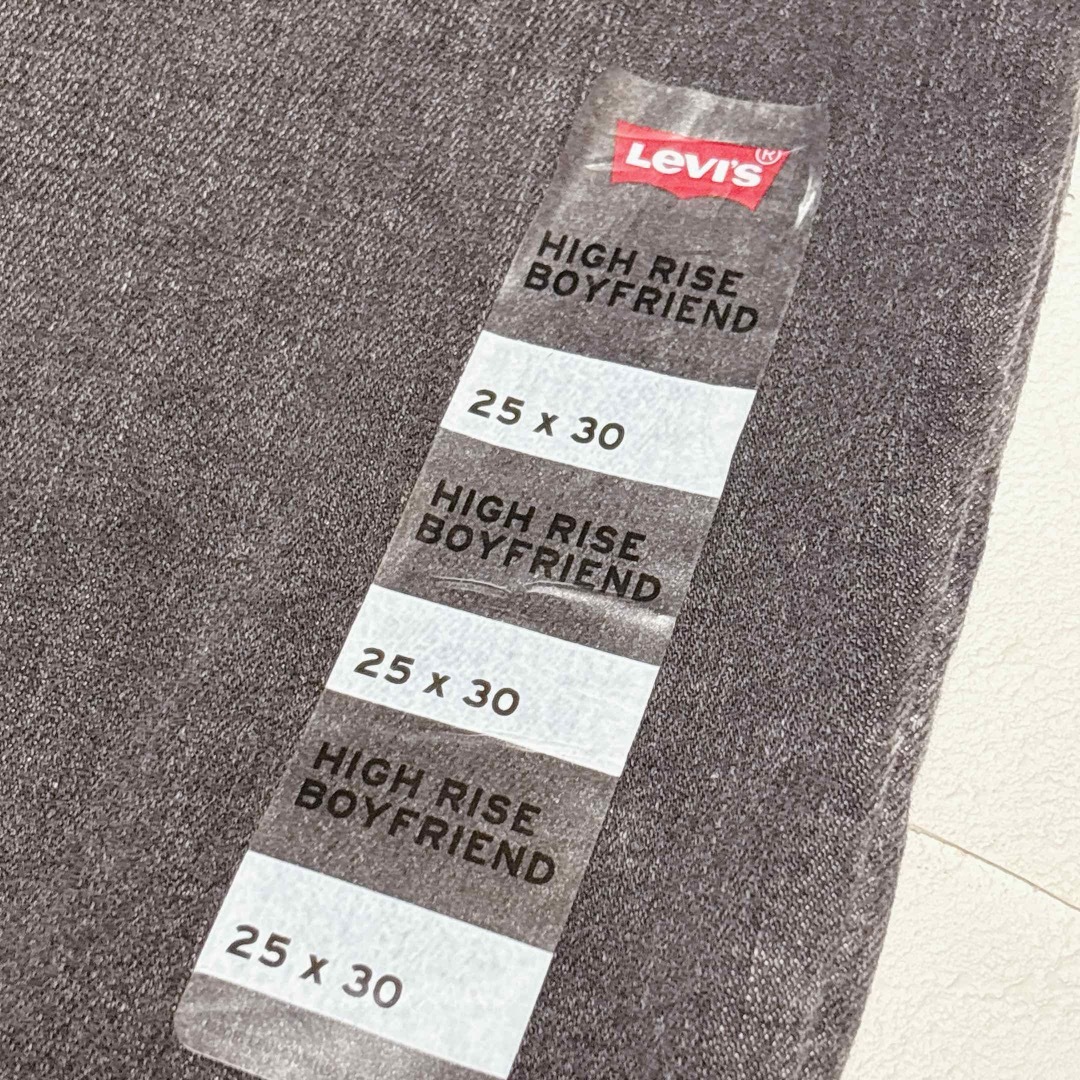 Levi's®
HIGH RISE
BOYFRIEND
25 x 30
HIGH RISE
BOYFRIEND
25 x 30
HIGH RISE
BOYFRIEND
25 x 30